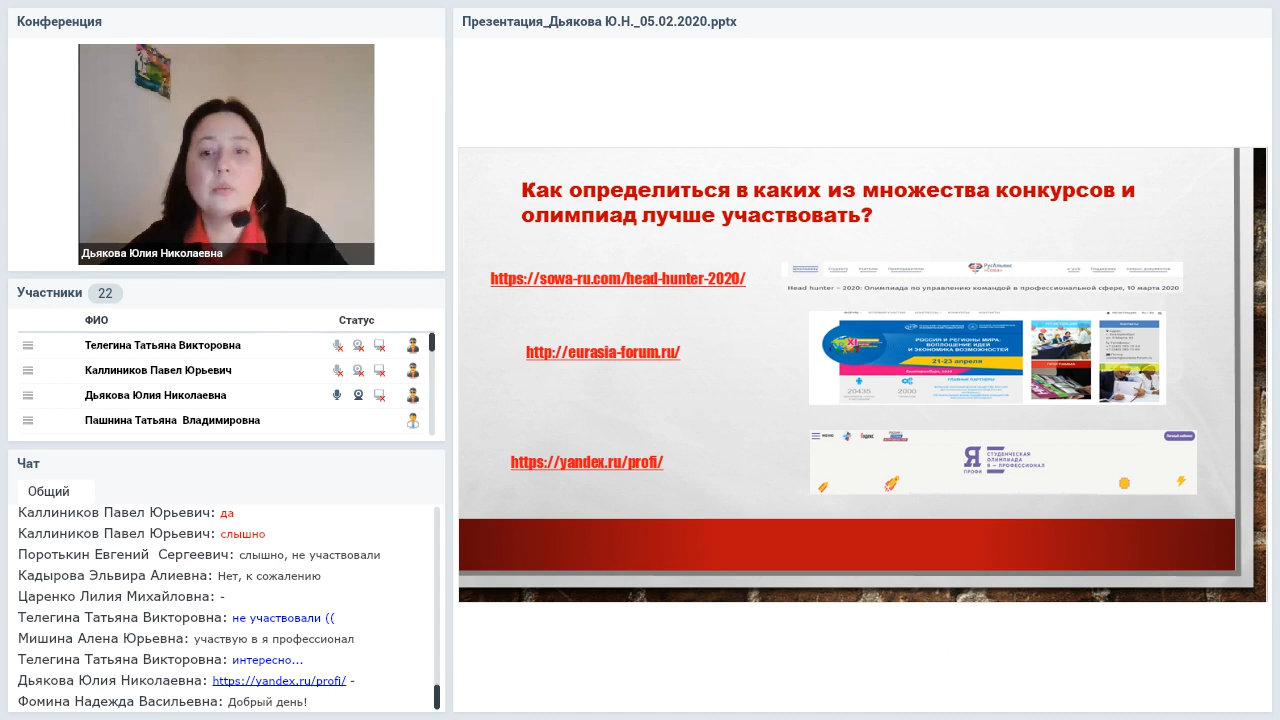 Конференция
Дьякова Юлия Николаевна
Участники 22
ФИО Статус
Телегина Татьяна Викторовна
Каллиников Павел Юрьевич
Дьякова Юлия Николаевна
Пашнина Татьяна Владимировна
Чат
Общий
Каллиников Павел Юрьевич: да
Каллиников Павел Юрьевич: слышно
Поротькин Евгений Сергеевич: слышно, не участвовали
Кадырова Эльвира Алиевна: Нет, к сожалению
Царенко Лилия Михайловна: -
Телегина Татьяна Викторовна: не участвовали ((
Мишина Алена Юрьевна: участвую в я профессионал
Телегина Татьяна Викторовна: интересно...
Дьякова Юлия Николаевна: https://yandex.ru/profi/ -
Фомина Надежда Васильевна: Добрый день!
Презентация_Дьякова Ю.Н._05.02.2020.pptx
Как определиться в каких из множества конкурсов и
олимпиад лучше участвовать?
https://sowa-ru.com/head-hunter-2020/
Head hunter – 2020: Олимпиада по управлению командой в профессиональной сфере, 10 марта 2020
http://eurasia-forum.ru/
РОССИЯ И РЕГИОНЫ МИРА:
ВОПЛОЩЕНИЕ ИДЕЙ
И ЭКОНОМИКА ВОЗМОЖНОСТЕЙ
21-23 апреля
20435
2000
https://yandex.ru/profi/
Яндекс
Личный кабинет
Я ПРОФИ
СТУДЕНЧЕСКАЯ
ОЛИМПИАДА
Я — ПРОФЕССИОНАЛ